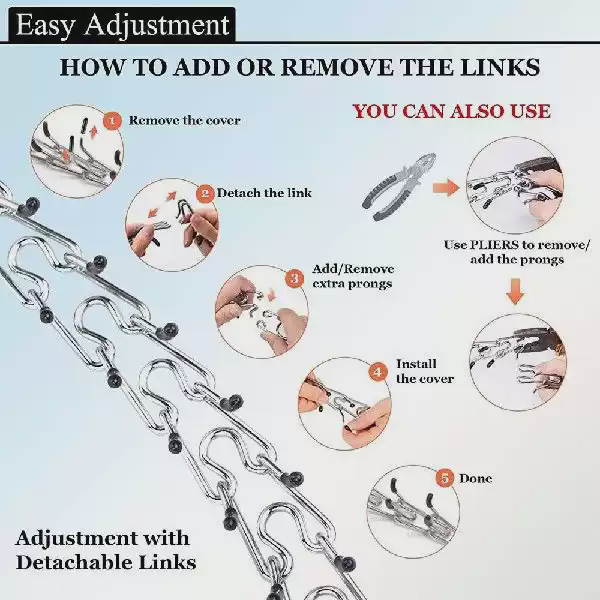 Easy Adjustment
HOW TO ADD OR REMOVE THE LINKS
YOU CAN ALSO USE
1 Remove the cover
2 Detach the link
3 Add/Remove
extra prongs
4 Install
the cover
5 Done
Use PLIERS to remove/
add the prongs
Adjustment with
Detachable Links